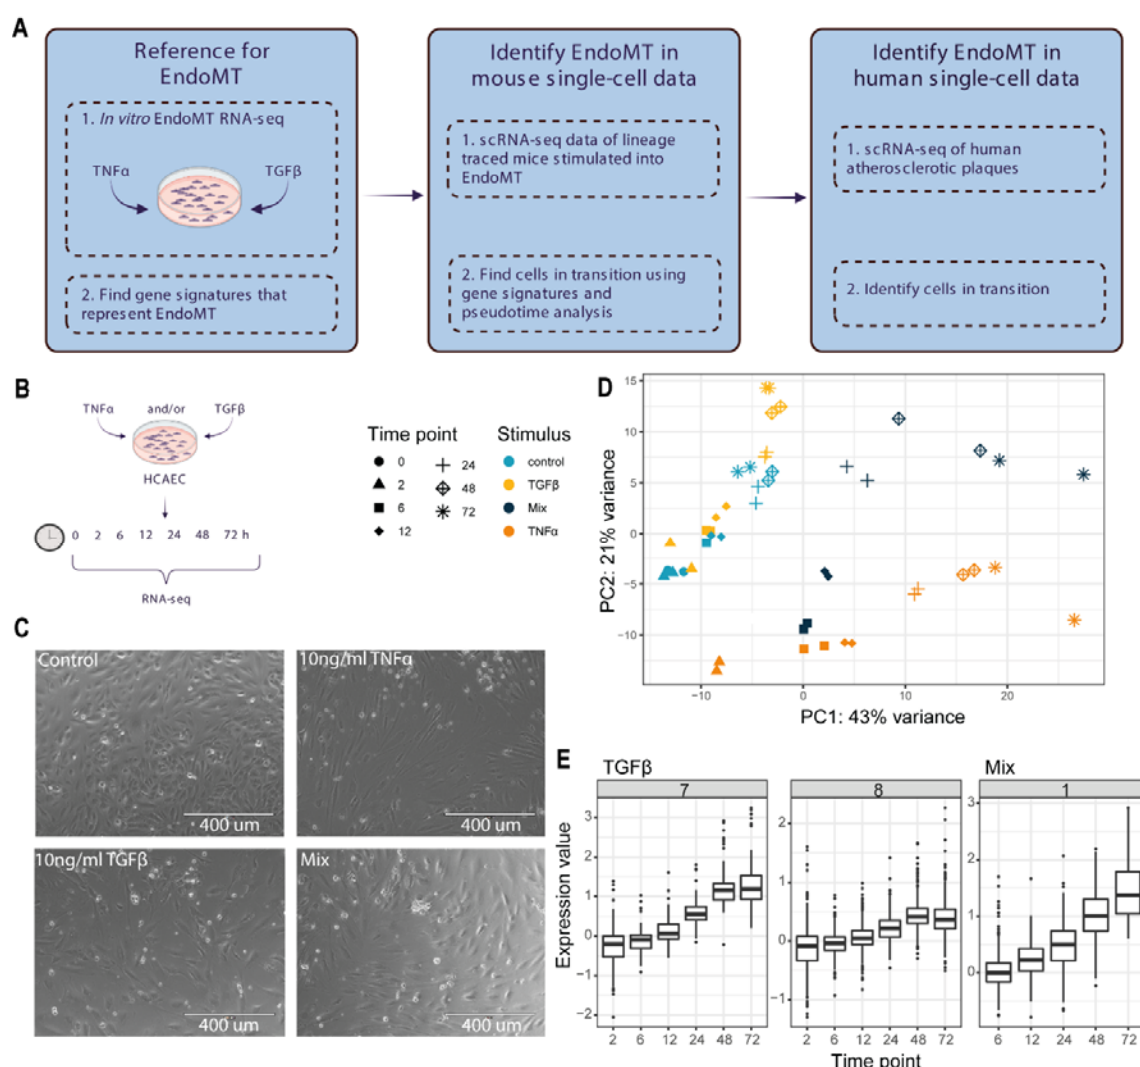 A
Reference for
EndoMT
1. In vitro EndoMT RNA-seq
TNFα
TGFβ
2. Find gene signatures that
represent EndoMT
Identify EndoMT in
mouse single-cell data
1. scRNA-seq data of lineage
traced mice stimulated into
EndoMT
2. Find cells in transition using
gene signatures and
pseudotime analysis
Identify EndoMT in
human single-cell data
1. scRNA-seq of human
atherosclerotic plaques
2. Identify cells in transition
B
TNFα and/or TGFβ
HCAEC
0 2 6 12 24 48 72 h
RNA-seq
Time point
0
2
6
12
24
48
72
Stimulus
control
TGFβ
Mix
TNFα
C
Control
400 um
10ng/ml TNFα
400 um
10ng/ml TGFβ
400 um
Mix
400 um
D
PC2: 21% variance
15
10
5
0
−5
−10
−10 0 10 20
PC1: 43% variance
E
TGFβ
Mix
7
8
1
Expression value
3
2
1
0
−1
−2
2 6 12 24 48 72
2
1
0
−1
2 6 12 24 48 72
3
2
1
0
6 12 24 48 72
Time point